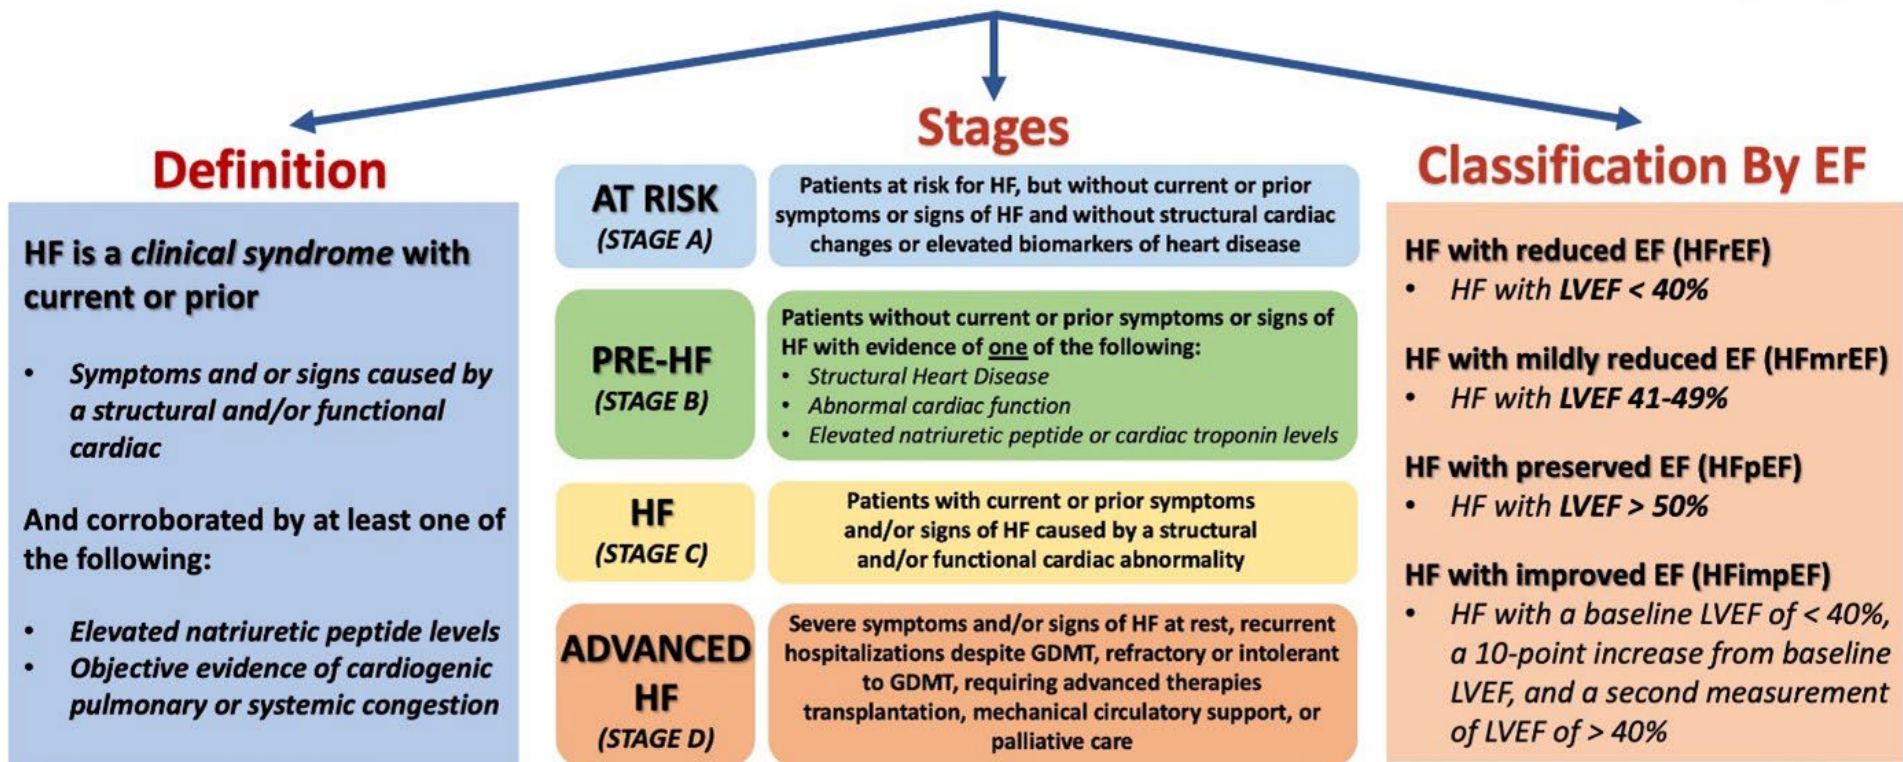 Definition
HF is a clinical syndrome with
current or prior
• Symptoms and or signs caused by
a structural and/or functional
cardiac
And corroborated by at least one of
the following:
• Elevated natriuretic peptide levels
• Objective evidence of cardiogenic
pulmonary or systemic congestion
Stages
AT RISK
(STAGE A)
Patients at risk for HF, but without current or prior
symptoms or signs of HF and without structural cardiac
changes or elevated biomarkers of heart disease
PRE-HF
(STAGE B)
Patients without current or prior symptoms or signs of
HF with evidence of one of the following:
• Structural Heart Disease
• Abnormal cardiac function
• Elevated natriuretic peptide or cardiac troponin levels
HF
(STAGE C)
Patients with current or prior symptoms
and/or signs of HF caused by a structural
and/or functional cardiac abnormality
ADVANCED
HF
(STAGE D)
Severe symptoms and/or signs of HF at rest, recurrent
hospitalizations despite GDMT, refractory or intolerant
to GDMT, requiring advanced therapies
transplantation, mechanical circulatory support, or
palliative care
Classification By EF
HF with reduced EF (HFrEF)
• HF with LVEF < 40%
HF with mildly reduced EF (HFmrEF)
• HF with LVEF 41-49%
HF with preserved EF (HFpEF)
• HF with LVEF > 50%
HF with improved EF (HFimpEF)
• HF with a baseline LVEF of < 40%,
a 10-point increase from baseline
LVEF, and a second measurement
of LVEF of > 40%